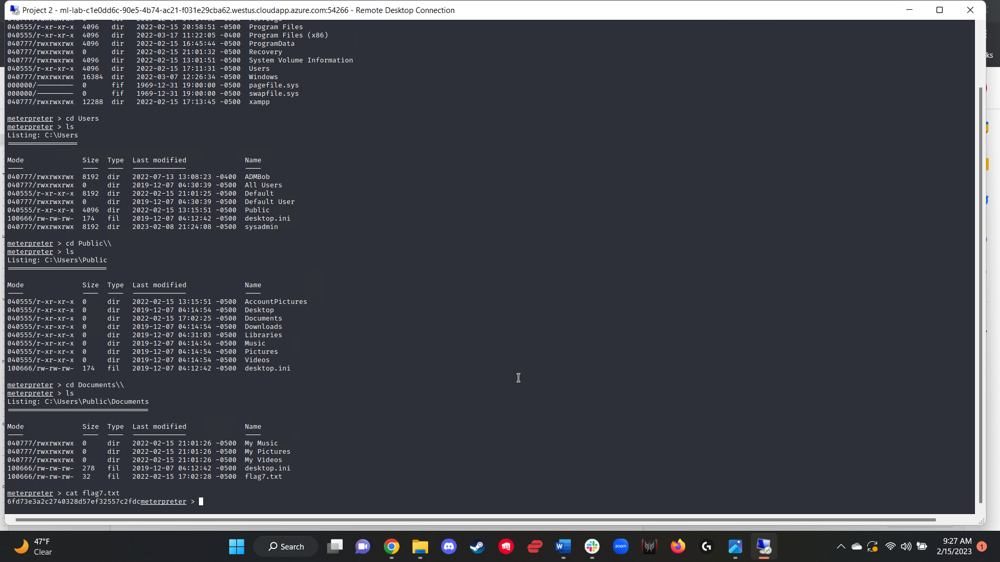 Project 2 - ml-lab-c1e0dd6c-90e5-4b74-ac21-f031e29cba62.westus.cloudapp.azure.com:54266 - Remote Desktop Connection
040555/r-xr-xr-x  4096   dir   2022-02-15 20:58:51 -0500  Program Files
040555/r-xr-xr-x  4096   dir   2022-03-17 11:22:05 -0400  Program Files (x86)
040777/rwxrwxrwx  4096   dir   2022-02-15 16:45:44 -0500  ProgramData
040777/rwxrwxrwx  0      dir   2022-02-15 21:01:32 -0500  Recovery
040777/rwxrwxrwx  4096   dir   2022-02-15 13:01:51 -0500  System Volume Information
040555/r-xr-xr-x  4096   dir   2022-02-15 17:11:31 -0500  Users
040777/rwxrwxrwx  16384  dir   2022-03-07 12:26:34 -0500  Windows
000000/---------  0      fif   1969-12-31 19:00:00 -0500  pagefile.sys
000000/---------  0      fif   1969-12-31 19:00:00 -0500  swapfile.sys
040777/rwxrwxrwx  12288  dir   2022-02-15 17:13:45 -0500  xampp
meterpreter > cd Users
meterpreter > ls
Listing: C:\Users
=================
Mode              Size  Type  Last modified              Name
----              ----  ----  -------------              ----
040777/rwxrwxrwx  8192  dir   2022-07-13 13:08:23 -0400  ADMBob
040777/rwxrwxrwx  0     dir   2019-12-07 04:30:39 -0500  All Users
040555/r-xr-xr-x  8192  dir   2022-02-15 21:01:25 -0500  Default
040777/rwxrwxrwx  0     dir   2019-12-07 04:30:39 -0500  Default User
040555/r-xr-xr-x  4096  dir   2022-02-15 13:15:51 -0500  Public
100666/rw-rw-rw-  174   fil   2019-12-07 04:12:42 -0500  desktop.ini
040777/rwxrwxrwx  8192  dir   2023-02-08 21:24:08 -0500  sysadmin
meterpreter > cd Public\\
meterpreter > ls
Listing: C:\Users\Public
========================
Mode              Size  Type  Last modified              Name
----              ----  ----  -------------              ----
040555/r-xr-xr-x  0     dir   2022-02-15 13:15:51 -0500  AccountPictures
040555/r-xr-xr-x  0     dir   2019-12-07 04:14:54 -0500  Desktop
040555/r-xr-xr-x  0     dir   2022-02-15 17:02:25 -0500  Documents
040555/r-xr-xr-x  0     dir   2019-12-07 04:14:54 -0500  Downloads
040555/r-xr-xr-x  0     dir   2019-12-07 04:31:03 -0500  Libraries
040555/r-xr-xr-x  0     dir   2019-12-07 04:14:54 -0500  Music
040555/r-xr-xr-x  0     dir   2019-12-07 04:14:54 -0500  Pictures
040555/r-xr-xr-x  0     dir   2019-12-07 04:14:54 -0500  Videos
100666/rw-rw-rw-  174   fil   2019-12-07 04:12:42 -0500  desktop.ini
meterpreter > cd Documents\\
meterpreter > ls
Listing: C:\Users\Public\Documents
==================================
Mode              Size  Type  Last modified              Name
----              ----  ----  -------------              ----
040777/rwxrwxrwx  0     dir   2022-02-15 21:01:26 -0500  My Music
040777/rwxrwxrwx  0     dir   2022-02-15 21:01:26 -0500  My Pictures
040777/rwxrwxrwx  0     dir   2022-02-15 21:01:26 -0500  My Videos
100666/rw-rw-rw-  278   fil   2019-12-07 04:12:42 -0500  desktop.ini
100666/rw-rw-rw-  32    fil   2022-02-15 17:02:28 -0500  flag7.txt
meterpreter > cat flag7.txt
6fd73e3a2c2740328d57ef32557c2fdcmeterpreter >
47°F
Clear
Search
zoom
9:27 AM
2/15/2023
1